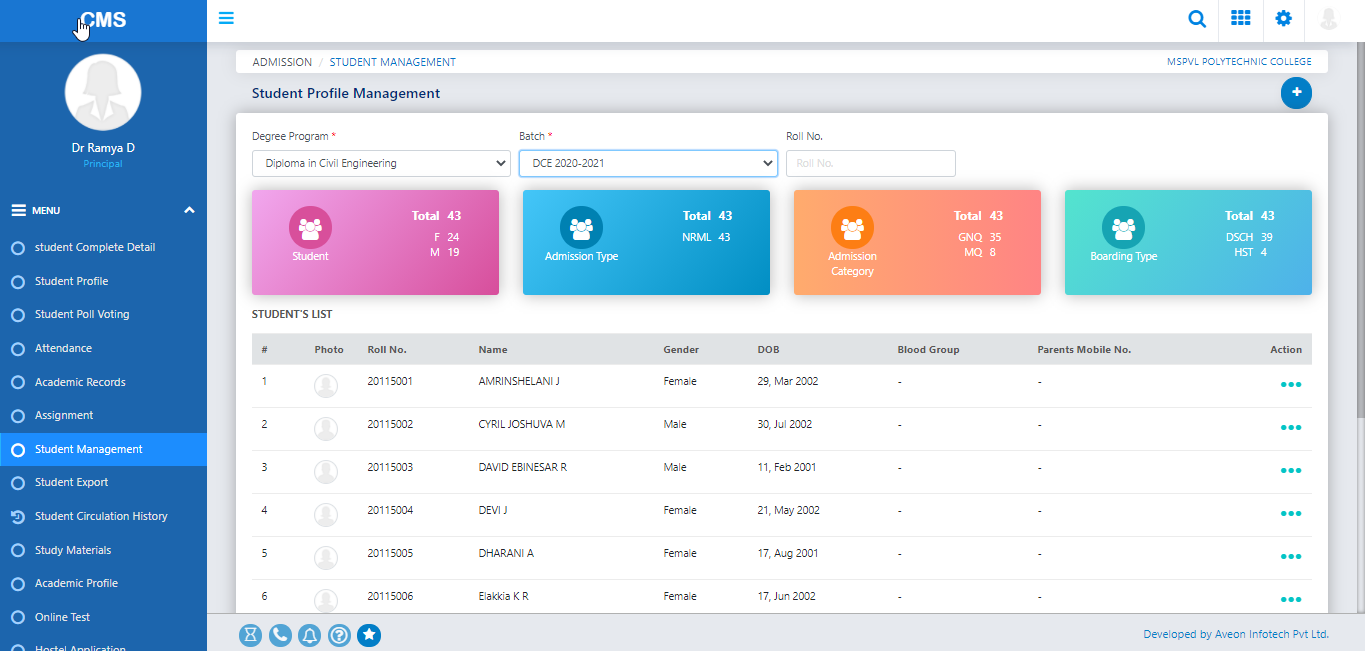 CMS
Dr Ramya D
Principal
MENU
student Complete Detail
Student Profile
Student Poll Voting
Attendance
Academic Records
Assignment
Student Management
Student Export
Student Circulation History
Study Materials
Academic Profile
Online Test
Hostel Application
ADMISSION / STUDENT MANAGEMENT
MSPVL POLYTECHNIC COLLEGE
Student Profile Management
+
Degree Program * Batch * Roll No.
Diploma in Civil Engineering DCE 2020-2021 Roll No.
Student
Total 43
F 24
M 19
Admission Type
Total 43
NRML 43
Admission
Category
Total 43
GNQ 35
MQ 8
Boarding Type
Total 43
DSCH 39
HST 4
STUDENT'S LIST
# Photo Roll No. Name Gender DOB Blood Group Parents Mobile No. Action
1 20115001 AMRINSHELANI J Female 29, Mar 2002 - -
2 20115002 CYRIL JOSHUVA M Male 30, Jul 2002 - -
3 20115003 DAVID EBINESAR R Male 11, Feb 2001 - -
4 20115004 DEVI J Female 21, May 2002 - -
5 20115005 DHARANI A Female 17, Aug 2001 - -
6 20115006 Elakkia K R Female 17, Jun 2002 - -
Developed by Aveon Infotech Pvt Ltd.